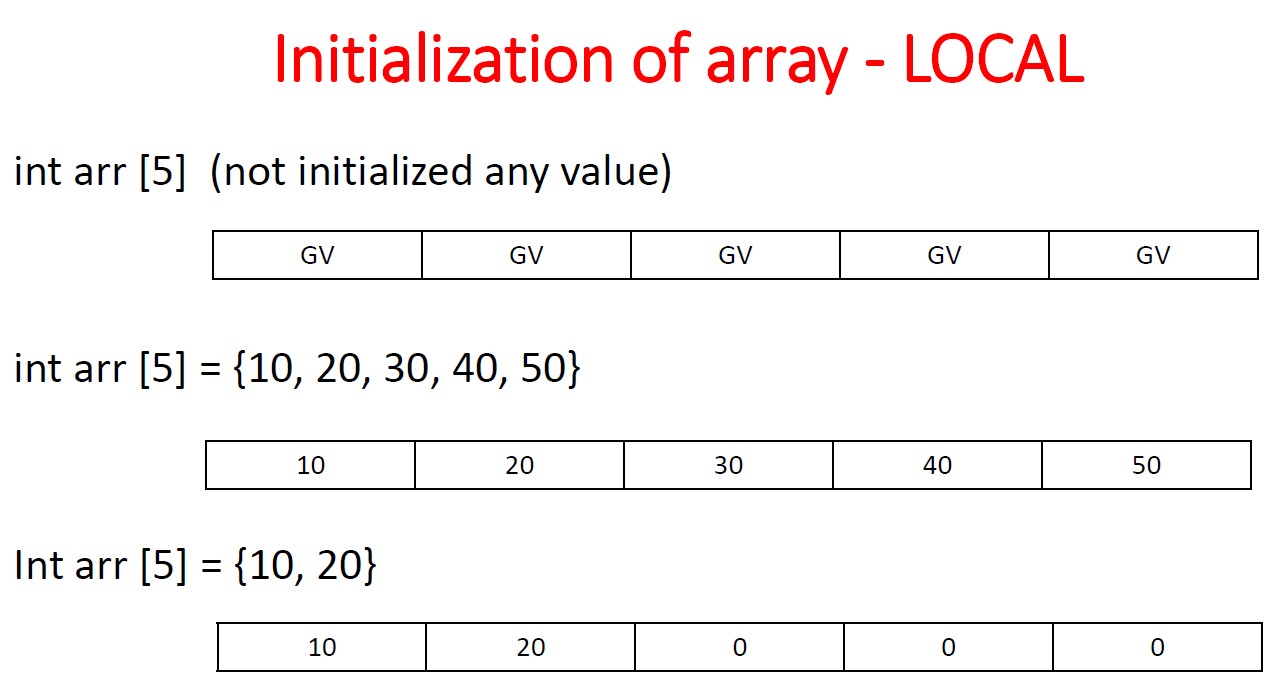 Initialization of array - LOCAL
int arr [5]  (not initialized any value)
GV GV GV GV GV
int arr [5] = {10, 20, 30, 40, 50}
10 20 30 40 50
Int arr [5] = {10, 20}
10 20 0 0 0